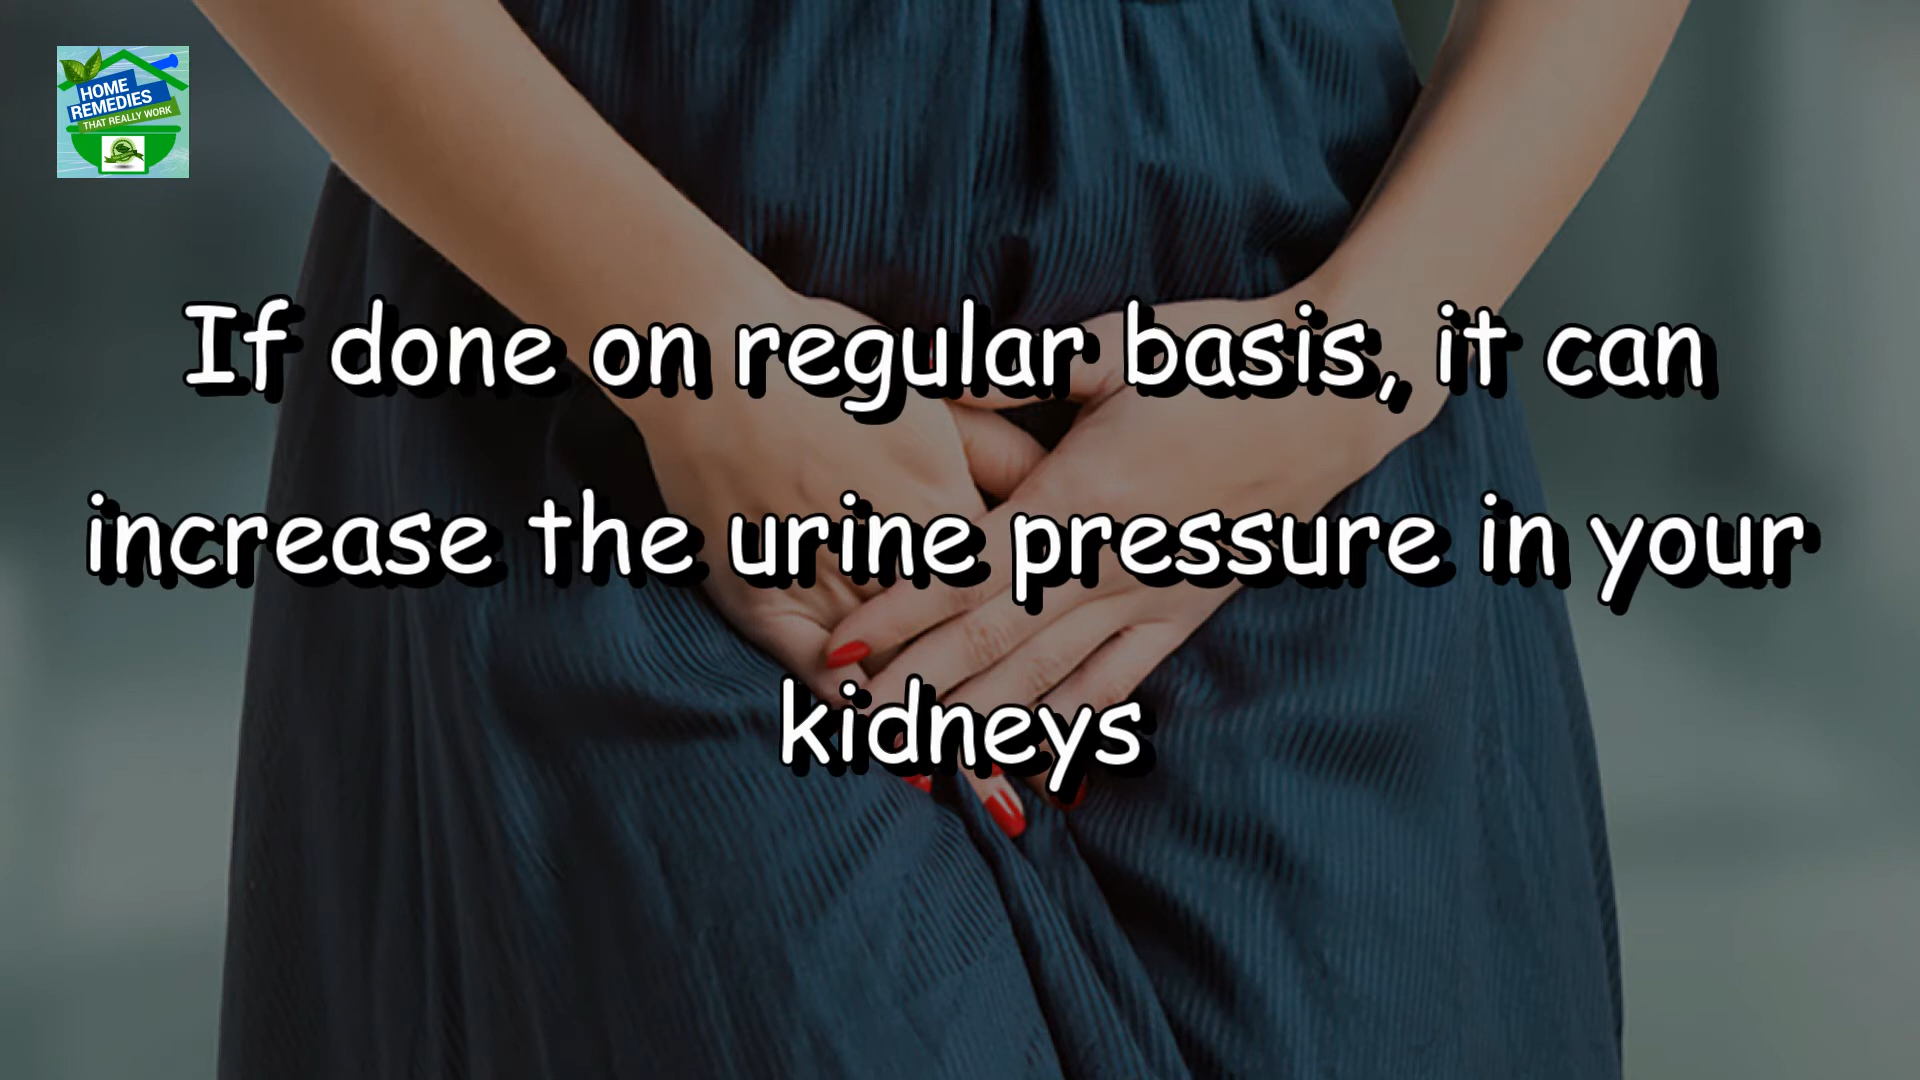 HOME
REMEDIES
THAT REALLY WORK
If done on regular basis, it can
increase the urine pressure in your
kidneys